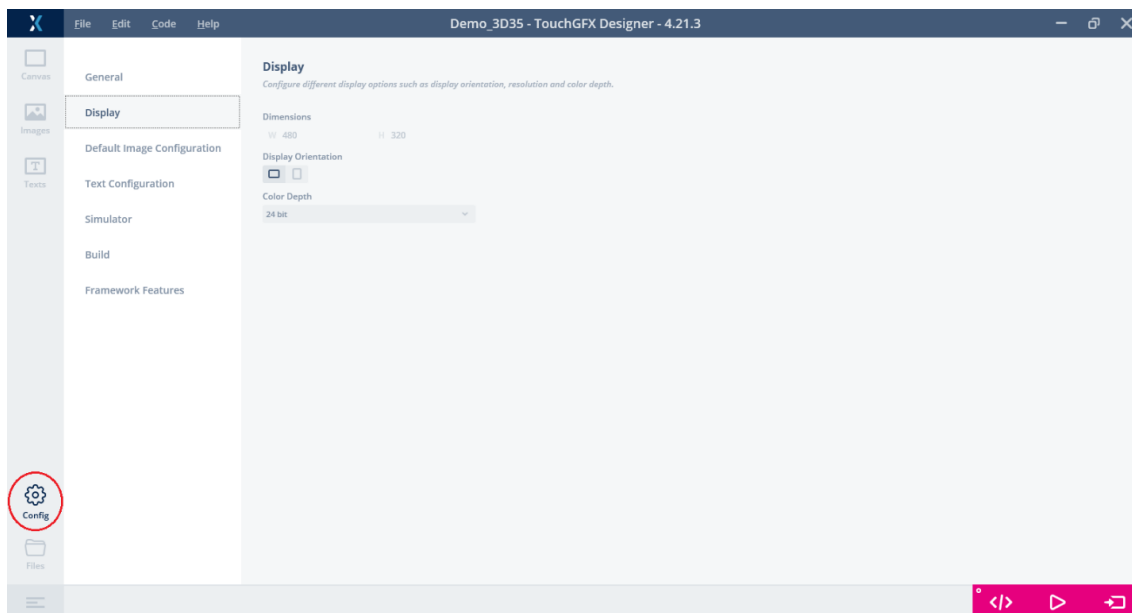 File Edit Code Help
Demo_3D35 - TouchGFX Designer - 4.21.3
Canvas
Images
Texts
Config
Files
General
Display
Default Image Configuration
Text Configuration
Simulator
Build
Framework Features
Display
Configure different display options such as display orientation, resolution and color depth.
Dimensions
W 480 H 320
Display Orientation
Color Depth
24 bit
</>